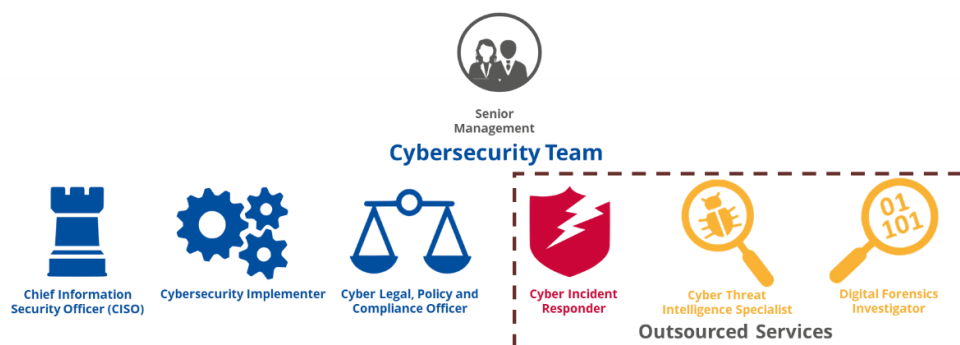 Senior
Management
Cybersecurity Team
01
101
Chief Information
Security Officer (CISO)
Cybersecurity Implementer
Cyber Legal, Policy and
Compliance Officer
Cyber Incident
Responder
Cyber Threat
Intelligence Specialist
Digital Forensics
Investigator
Outsourced Services